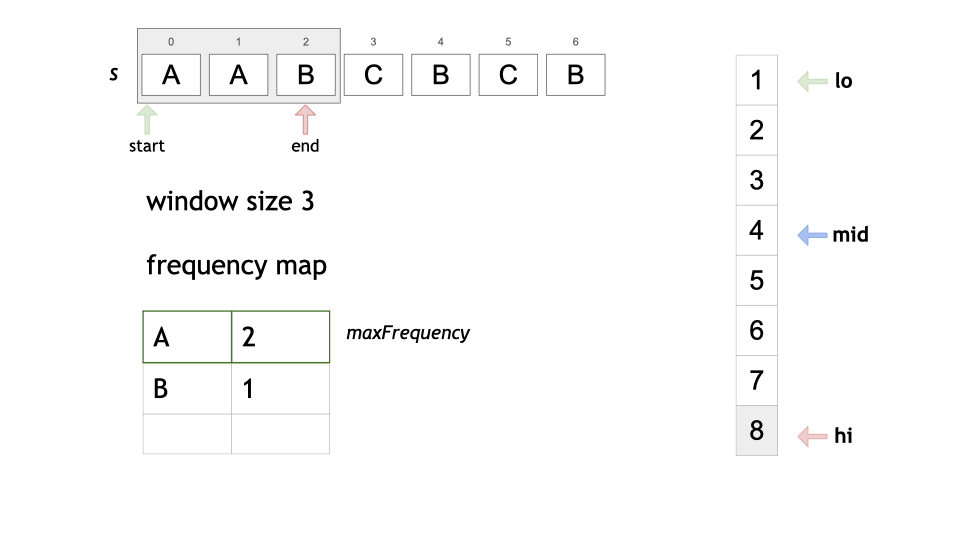 0 1 2 3 4 5 6
s A A B C B C B
start end
window size 3
frequency map
A 2 maxFrequency
B 1
1 lo
2
3
4 mid
5
6
7
8 hi